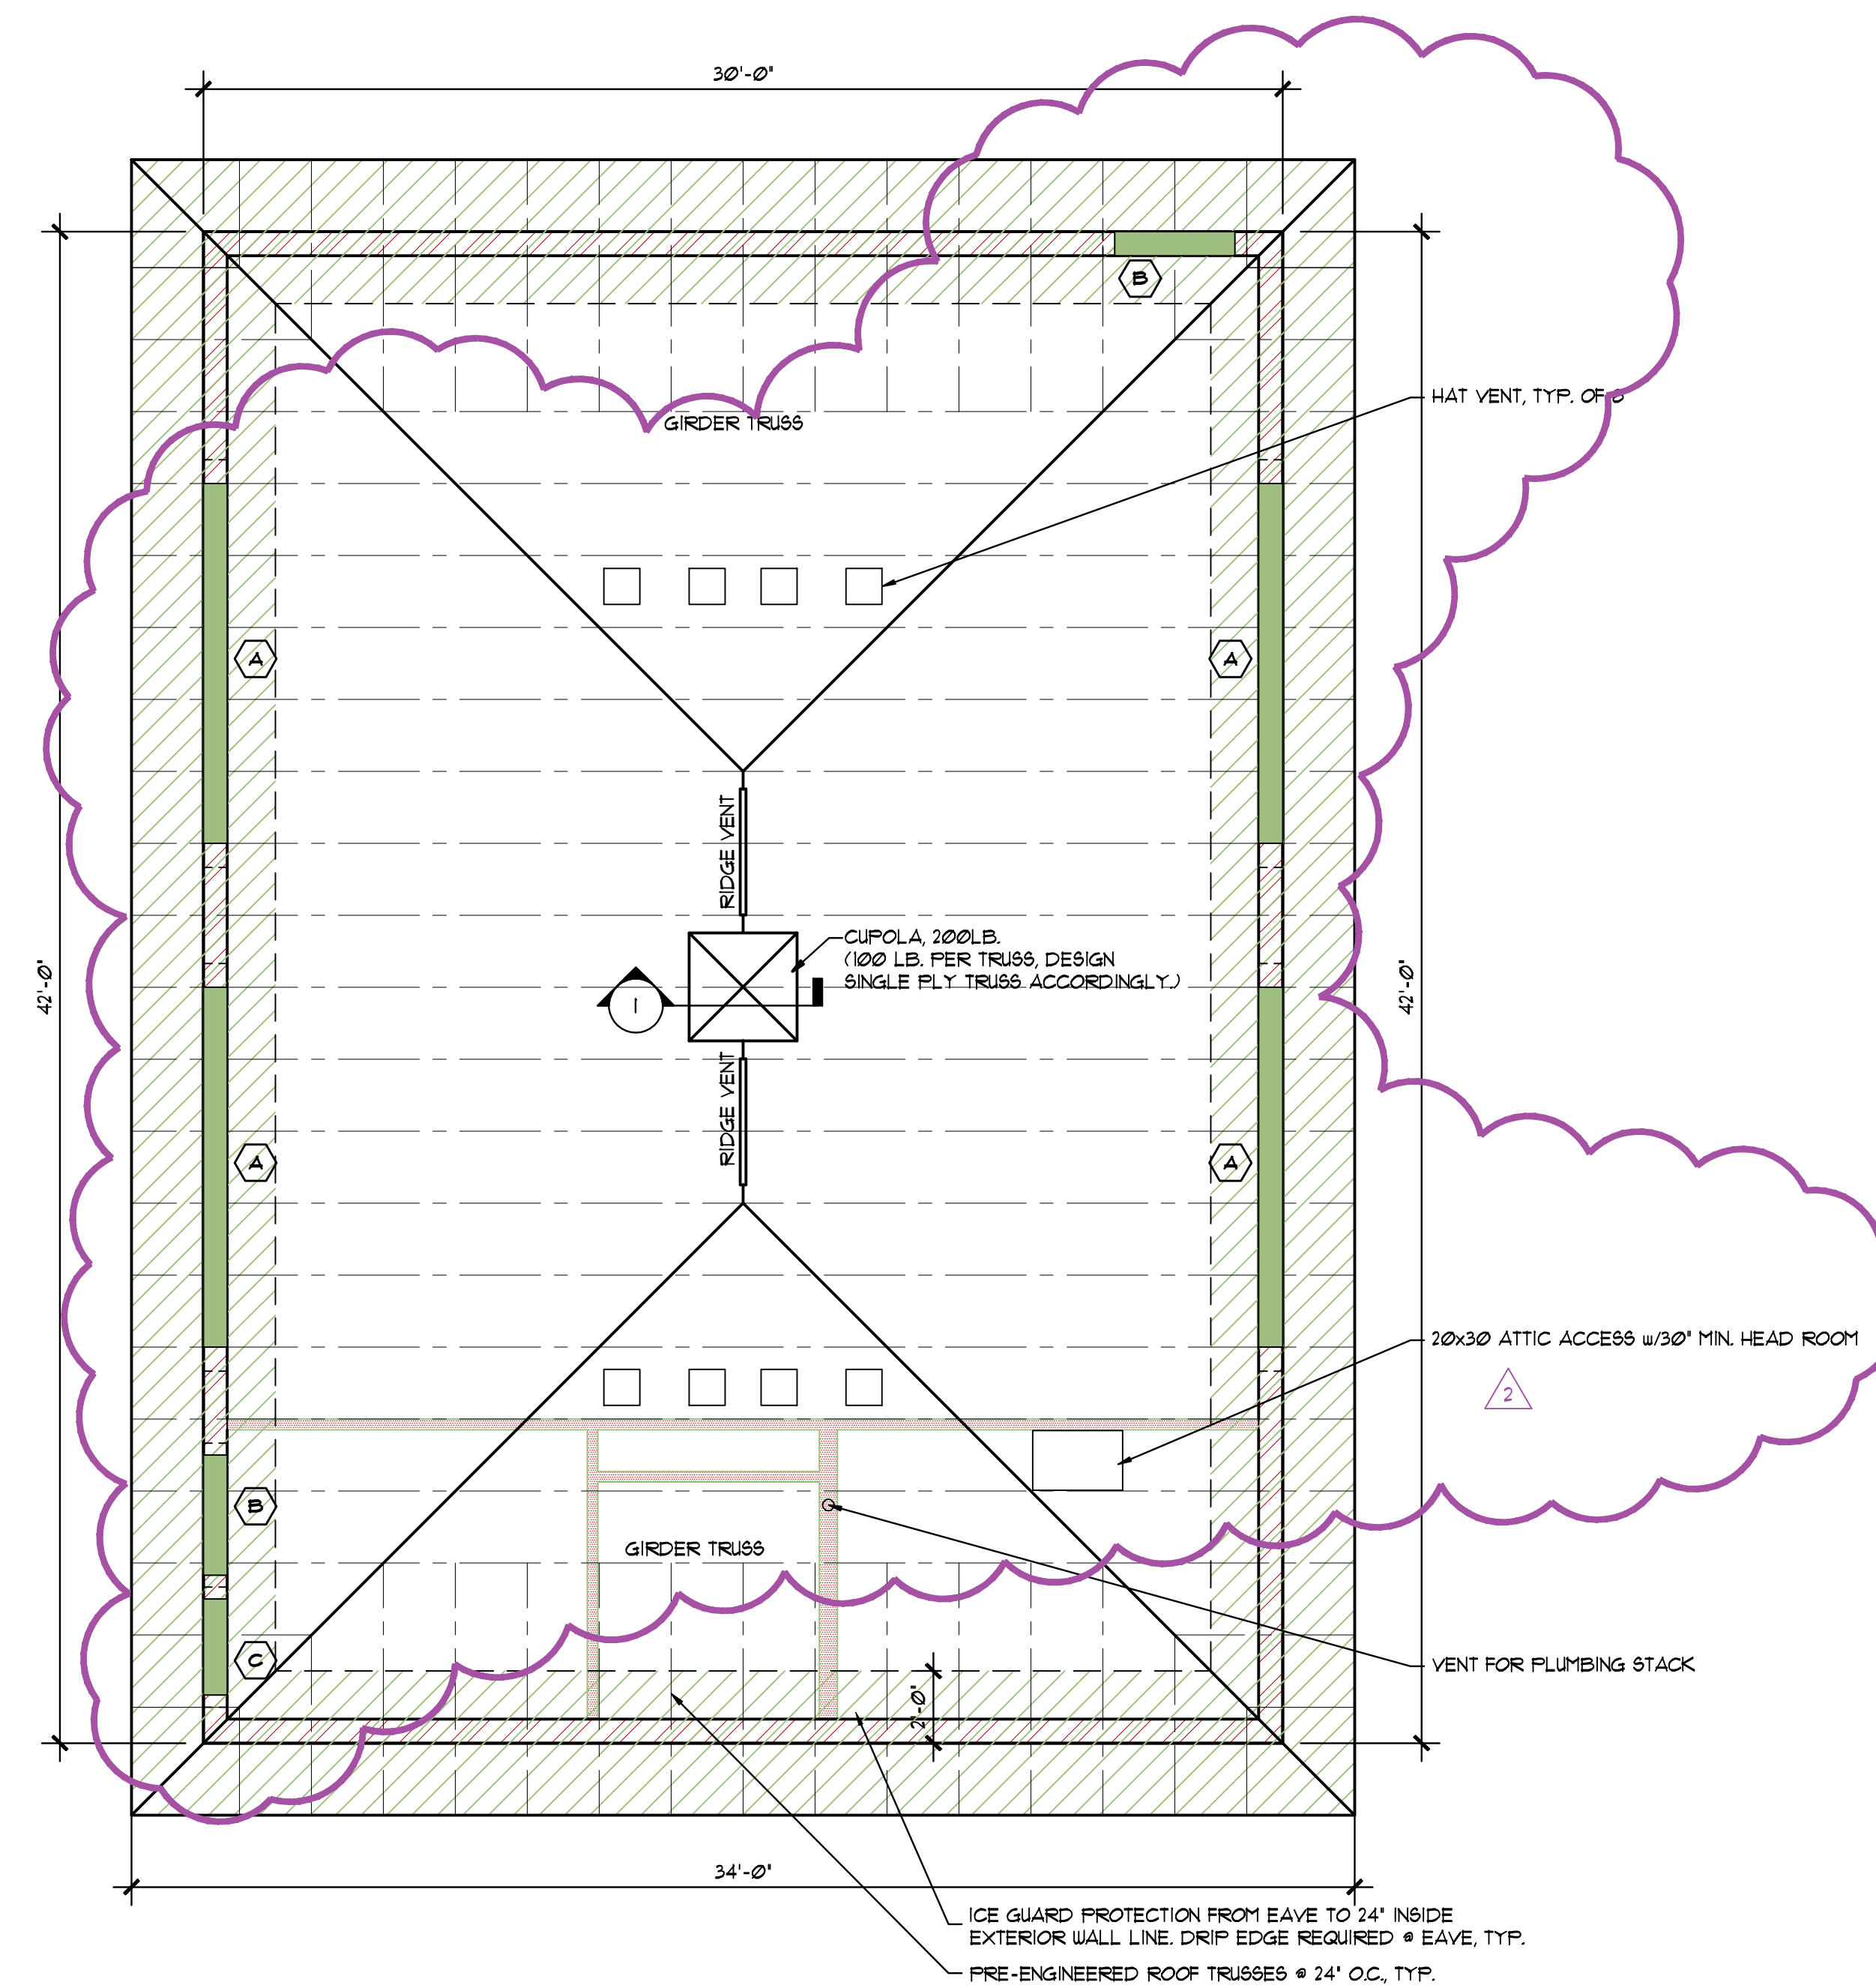 30'-0"
B
HAT VENT, TYP. OF 8
GIRDER TRUSS
A
A
RIDGE VENT
CUPOLA, 200LB.
(100 LB. PER TRUSS, DESIGN
SINGLE PLY TRUSS ACCORDINGLY.)
1
42'-0"
42'-0"
RIDGE VENT
A
A
20x30 ATTIC ACCESS w/30" MIN. HEAD ROOM
2
B
GIRDER TRUSS
C
VENT FOR PLUMBING STACK
2'-0"
34'-0"
ICE GUARD PROTECTION FROM EAVE TO 24" INSIDE
EXTERIOR WALL LINE. DRIP EDGE REQUIRED @ EAVE, TYP.
PRE-ENGINEERED ROOF TRUSSES @ 24" O.C., TYP.